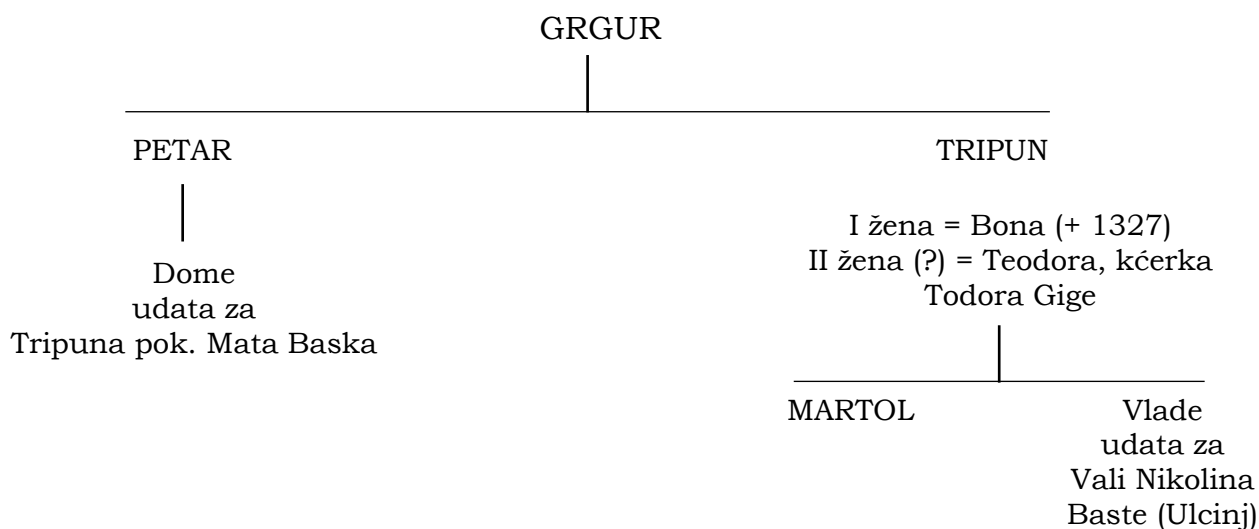 GRGUR
PETAR
TRIPUN
Dome
udata za
Tripuna pok. Mata Baska
I žena = Bona (+ 1327)
II žena (?) = Teodora, kćerka
Todora Gige
MARTOL
Vlade
udata za
Vali Nikolina
Baste (Ulcinj)